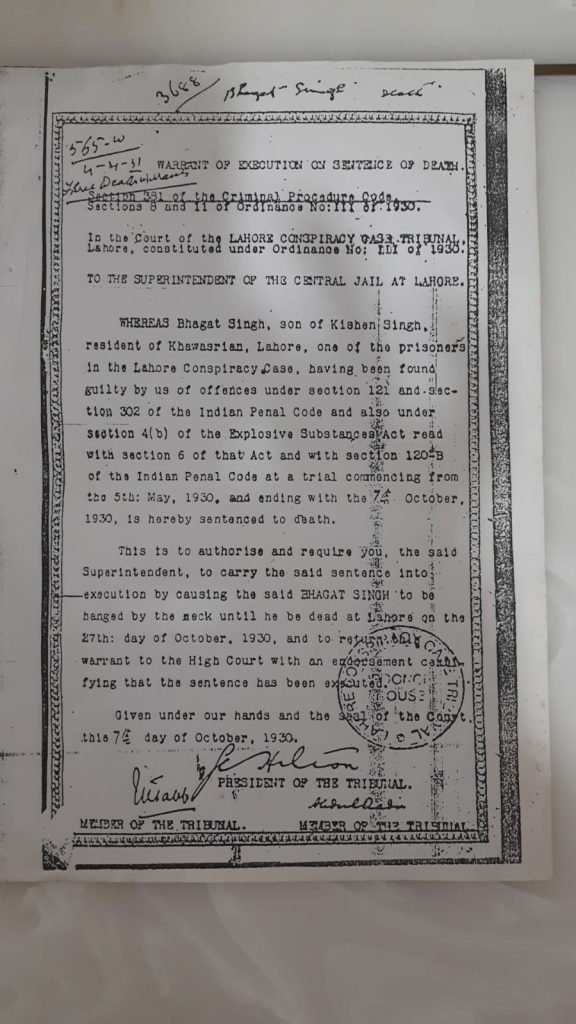 3688 / Bhagat Singh Death
565-W
4-4-31
WARRANT OF EXECUTION ON SENTENCE OF DEATH.
Section 381 of the Criminal Procedure Code.
Sections 8 and 11 of Ordinance No:III of 1930.
In the Court of the LAHORE CONSPIRACY CASE TRIBUNAL,
Lahore, constituted under Ordinance No: III of 1930.
TO THE SUPERINTENDENT OF THE CENTRAL JAIL AT LAHORE.
WHEREAS Bhagat Singh, son of Kishen Singh,
resident of Khawasrian, Lahore, one of the prisoners
in the Lahore Conspiracy Case, having been found
guilty by us of offences under section 121 and sec-
tion 302 of the Indian Penal Code and also under
section 4(b) of the Explosive Substances Act read
with section 6 of that Act and with section 120-B
of the Indian Penal Code at a trial commencing from
the 5th: May, 1930, and ending with the 7th October,
1930, is hereby sentenced to death.
This is to authorise and require you, the said
Superintendent, to carry the said sentence into
execution by causing the said BHAGAT SINGH to be
hanged by the neck until he be dead at Lahore on the
27th: day of October, 1930, and to return this
warrant to the High Court with an endorsement certi-
fying that the sentence has been executed.
Given under our hands and the seal of the Court
this 7th day of October, 1930.
PRESIDENT OF THE TRIBUNAL.
MEMBER OF THE TRIBUNAL. MEMBER OF THE TRIBUNAL